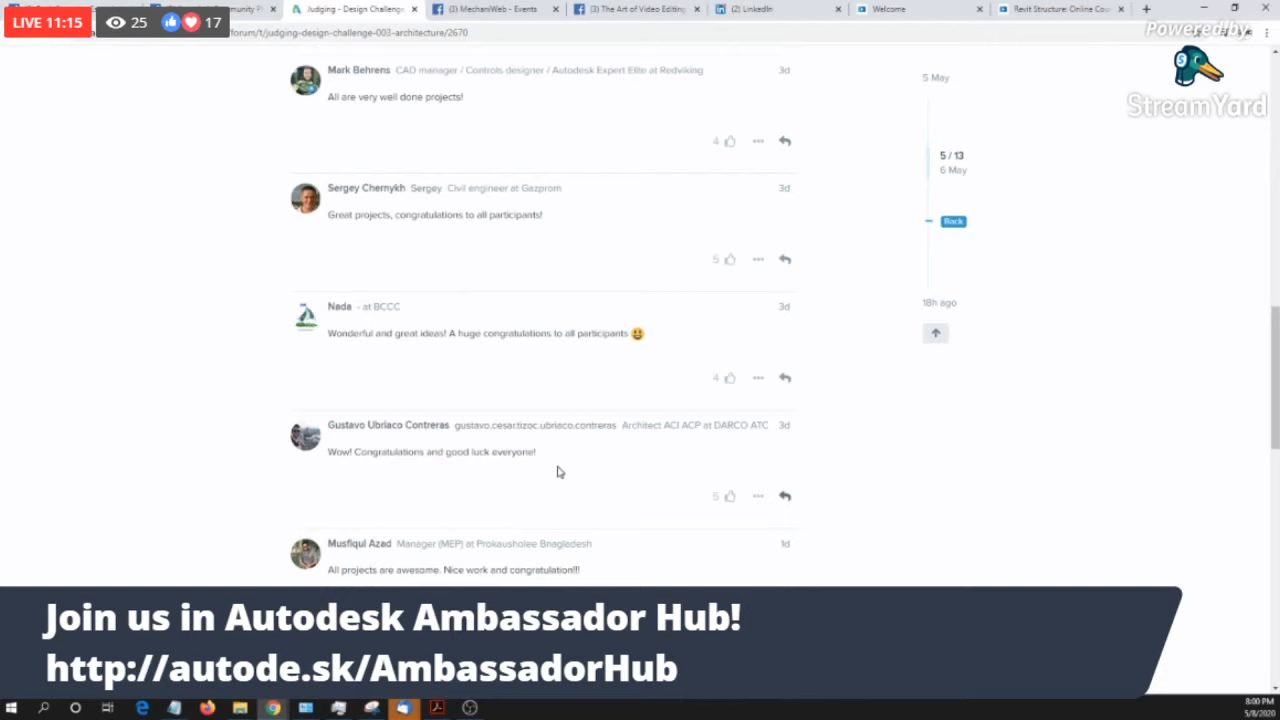 LIVE 11:15 25 17
Judging - Design Challenge
(3) MechaniWeb - Events
(3) The Art of Video Editing
(2) LinkedIn
Welcome
Revit Structure: Online Cou
forum/t/judging-design-challenge-003-architecture/2670
Powered by
StreamYard
Mark Behrens CAD manager / Controls designer / Autodesk Expert Elite at Redviking 3d
All are very well done projects!
4
5 May
5 / 13
6 May
Back
18h ago
Sergey Chernykh Sergey Civil engineer at Gazprom 3d
Great projects, congratulations to all participants!
5
Nada - at BCCC 3d
Wonderful and great ideas! A huge congratulations to all participants 😃
4
Gustavo Ubriaco Contreras gustavo.cesar.tizoc.ubriaco.contreras Architect ACI ACP at DARCO ATC 3d
Wow! Congratulations and good luck everyone!
5
Musfiqul Azad Manager (MEP) at Prokausholee Bnagladesh 1d
All projects are awesome. Nice work and congratulation!!!
Join us in Autodesk Ambassador Hub!
http://autode.sk/AmbassadorHub
8:00 PM
5/8/2020